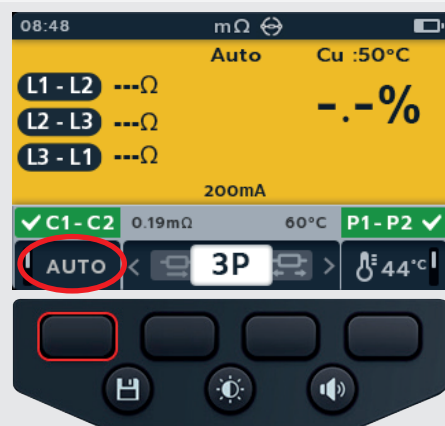 08:48 mΩ
Auto Cu :50°C
L1 - L2 ---Ω
-.-%
L2 - L3 ---Ω
L3 - L1 ---Ω
200mA
✓ C1-C2 0.19mΩ 60°C P1-P2 ✓
AUTO < 3P > 44°C